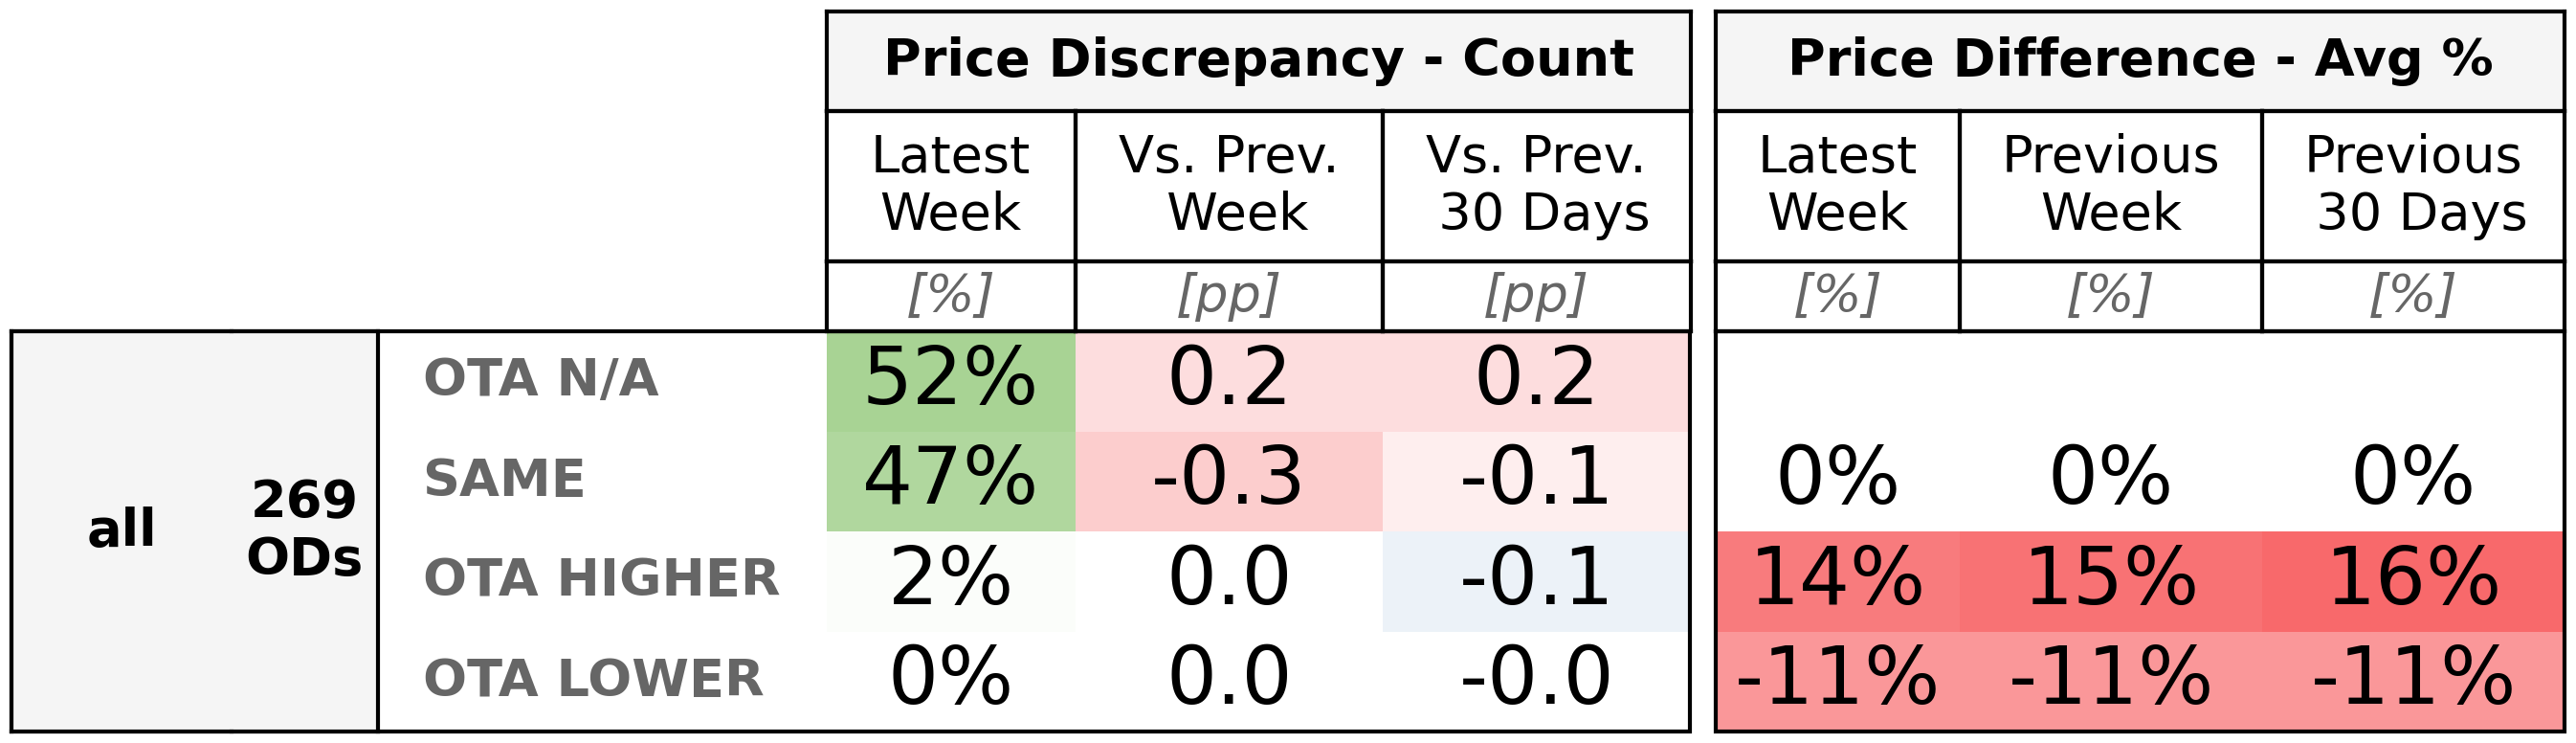 Price Discrepancy - Count Price Difference - Avg %
Latest Week Vs. Prev. Week Vs. Prev. 30 Days Latest Week Previous Week Previous 30 Days
[%] [pp] [pp] [%] [%] [%]
all 269 ODs
OTA N/A 52% 0.2 0.2
SAME 47% -0.3 -0.1 0% 0% 0%
OTA HIGHER 2% 0.0 -0.1 14% 15% 16%
OTA LOWER 0% 0.0 -0.0 -11% -11% -11%